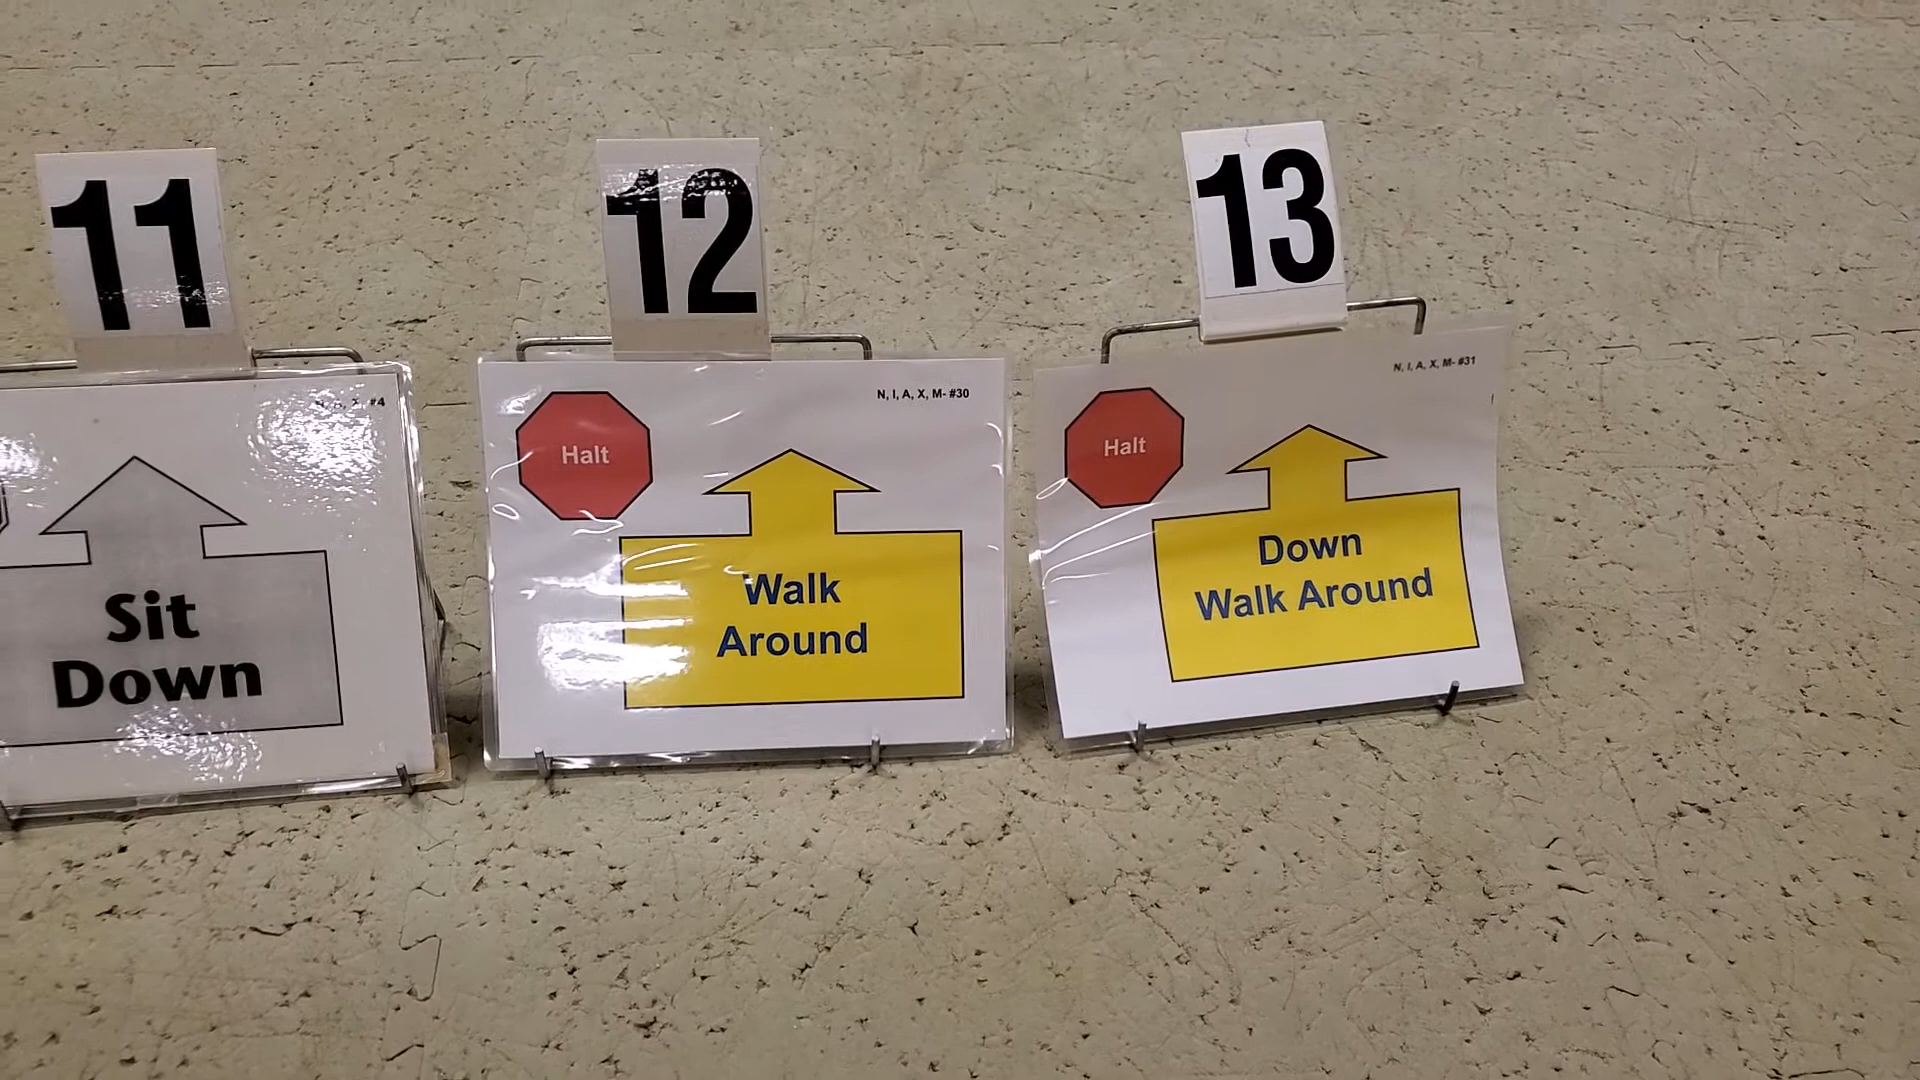 11
Sit
Down
12
N, I, A, X, M- #30
Halt
Walk
Around
13
N, I, A, X, M- #31
Halt
Down
Walk Around